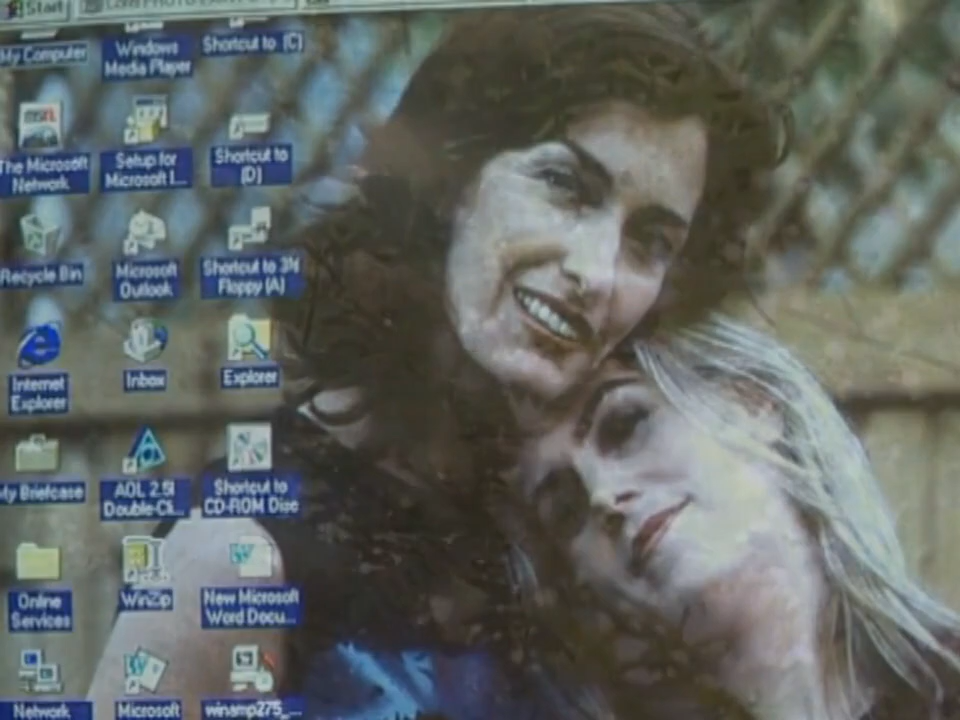 Start
My Computer
Windows
Media Player
Shortcut to (C)
msn
The Microsoft
Network
Setup for
Microsoft I...
Shortcut to
(D)
Recycle Bin
Microsoft
Outlook
Shortcut to 3½
Floppy (A)
Internet
Explorer
Inbox
Explorer
My Briefcase
AOL 2.5i
Double-Cli...
Shortcut to
CD-ROM Disc
Online
Services
WinZip
New Microsoft
Word Docu...
Network
Microsoft
winamp275_...